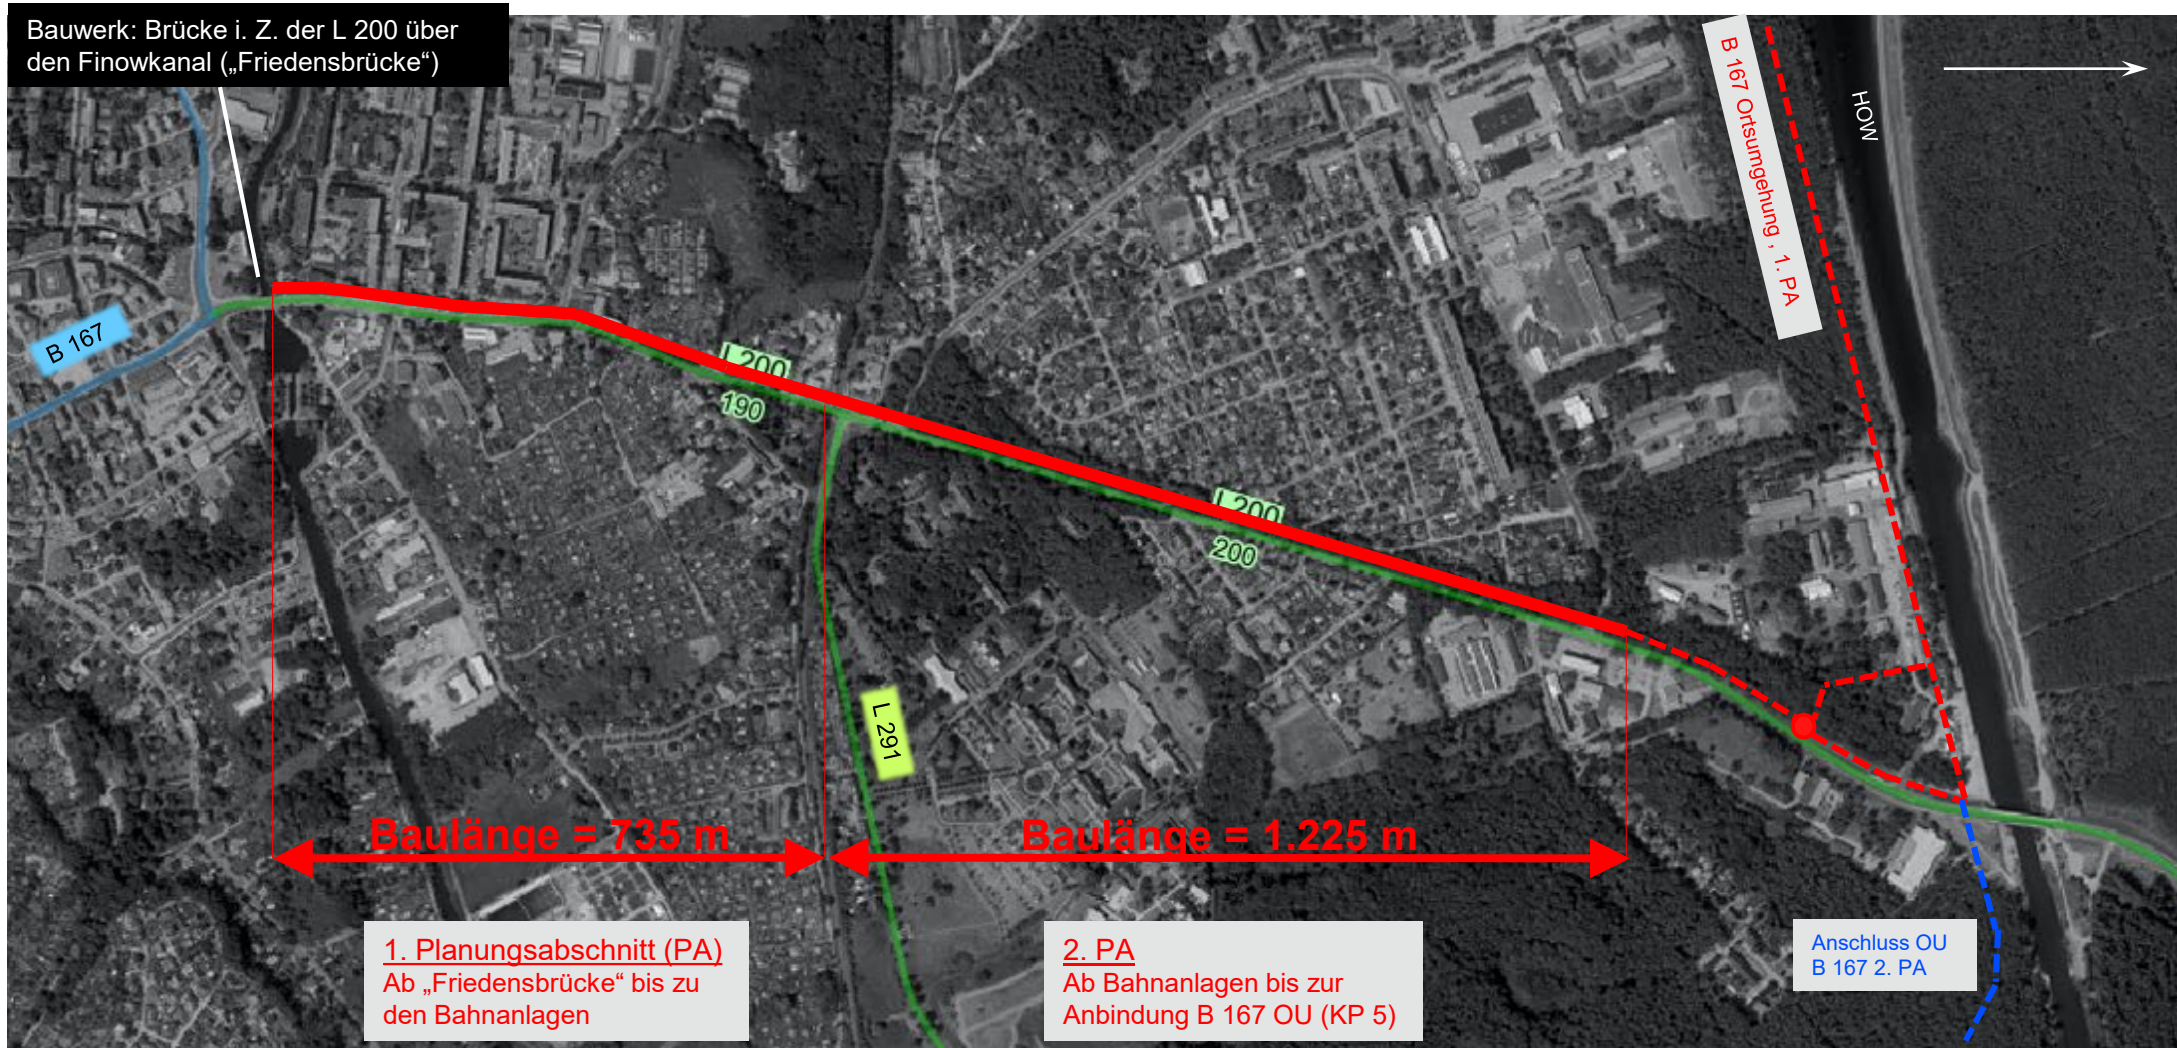 Bauwerk: Brücke i. Z. der L 200 über
den Finowkanal („Friedensbrücke“)
B 167 Ortsumgehung , 1. PA
HOW
B 167
L 200
190
L 200
200
L 291
Baulänge = 735 m
Baulänge = 1.225 m
1. Planungsabschnitt (PA)
Ab „Friedensbrücke“ bis zu
den Bahnanlagen
2. PA
Ab Bahnanlagen bis zur
Anbindung B 167 OU (KP 5)
Anschluss OU
B 167 2. PA